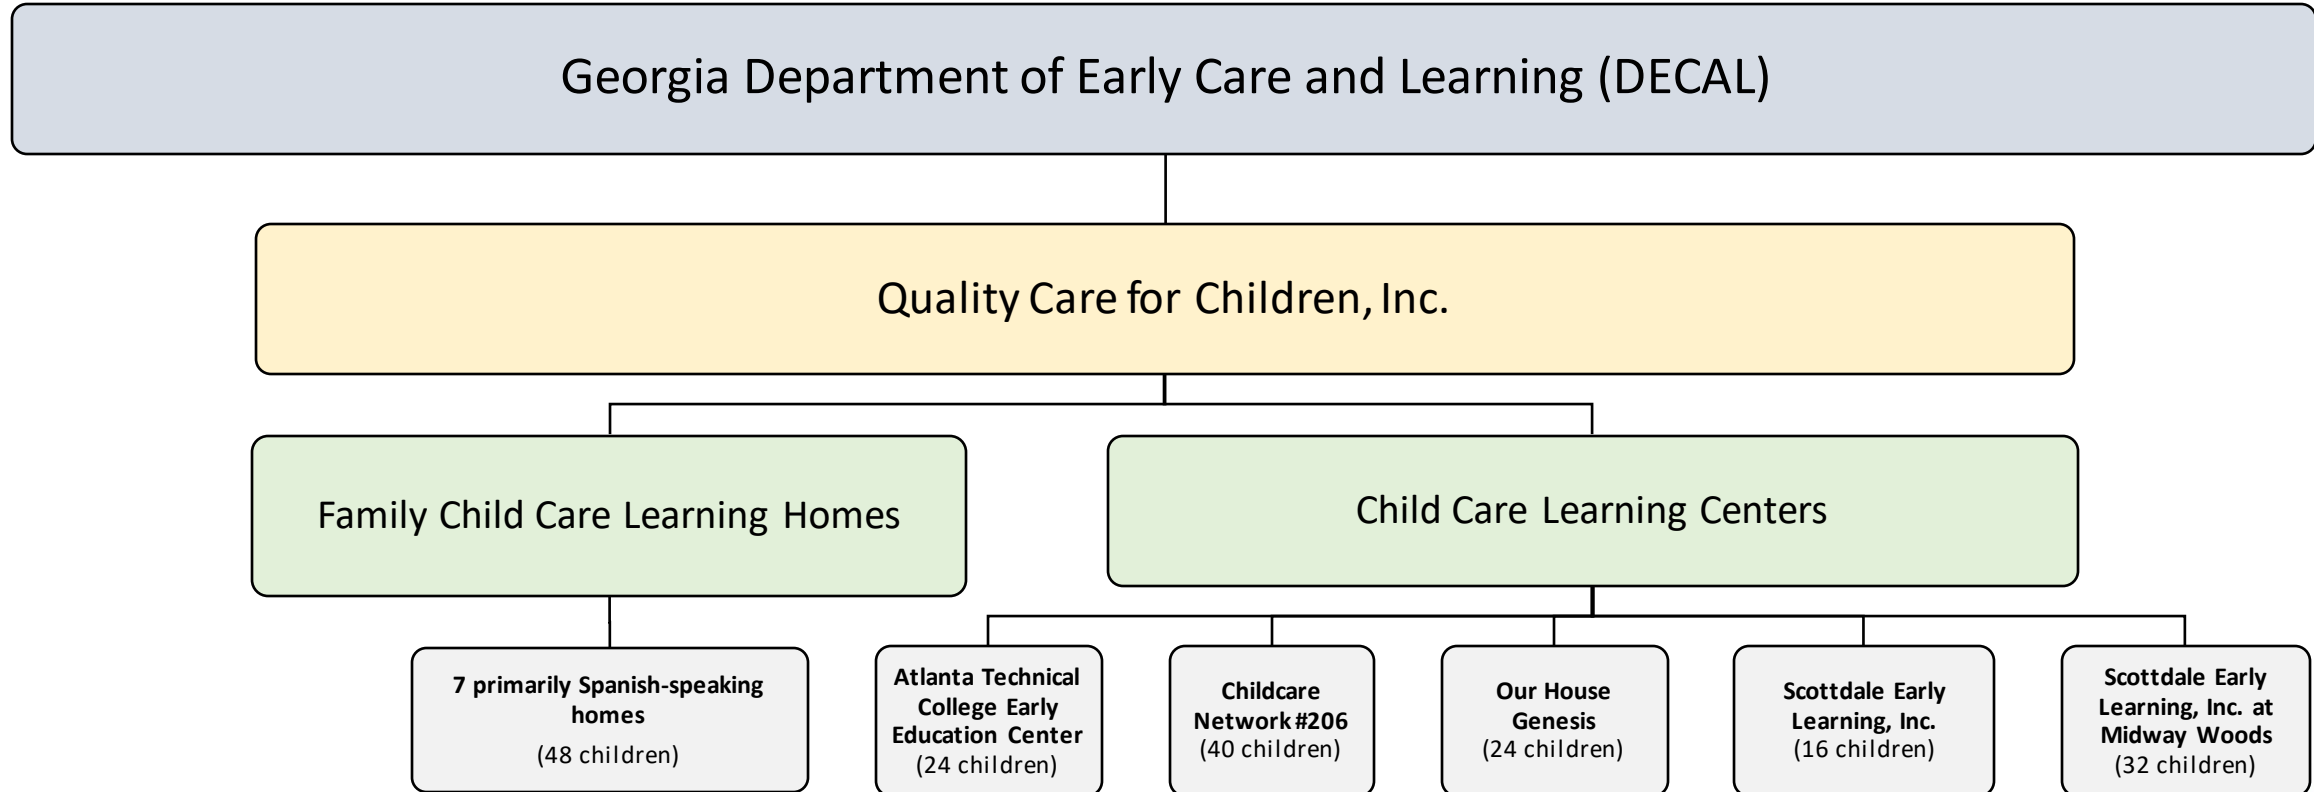 Georgia Department of Early Care and Learning (DECAL)
Quality Care for Children, Inc.
Family Child Care Learning Homes
Child Care Learning Centers
7 primarily Spanish-speaking
homes
(48 children)
Atlanta Technical
College Early
Education Center
(24 children)
Childcare
Network #206
(40 children)
Our House
Genesis
(24 children)
Scottdale Early
Learning, Inc.
(16 children)
Scottdale Early
Learning, Inc. at
Midway Woods
(32 children)